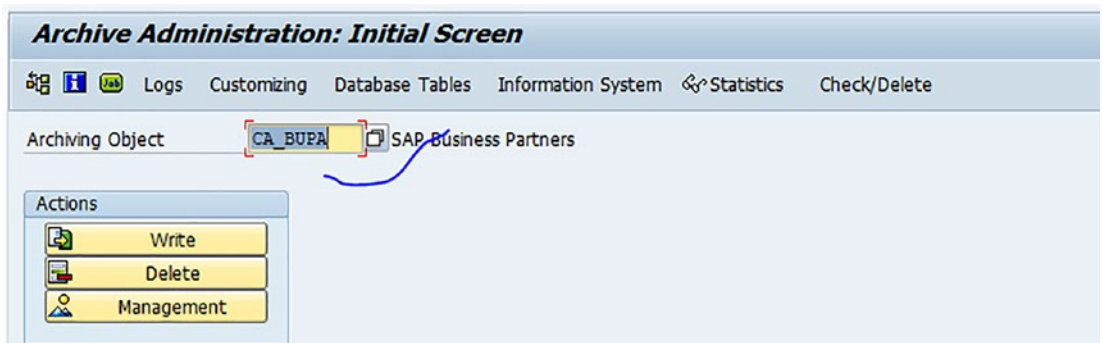 Archive Administration: Initial Screen
Job Logs Customizing Database Tables Information System Statistics Check/Delete
Archiving Object CA_BUPA SAP Business Partners
Actions
Write
Delete
Management